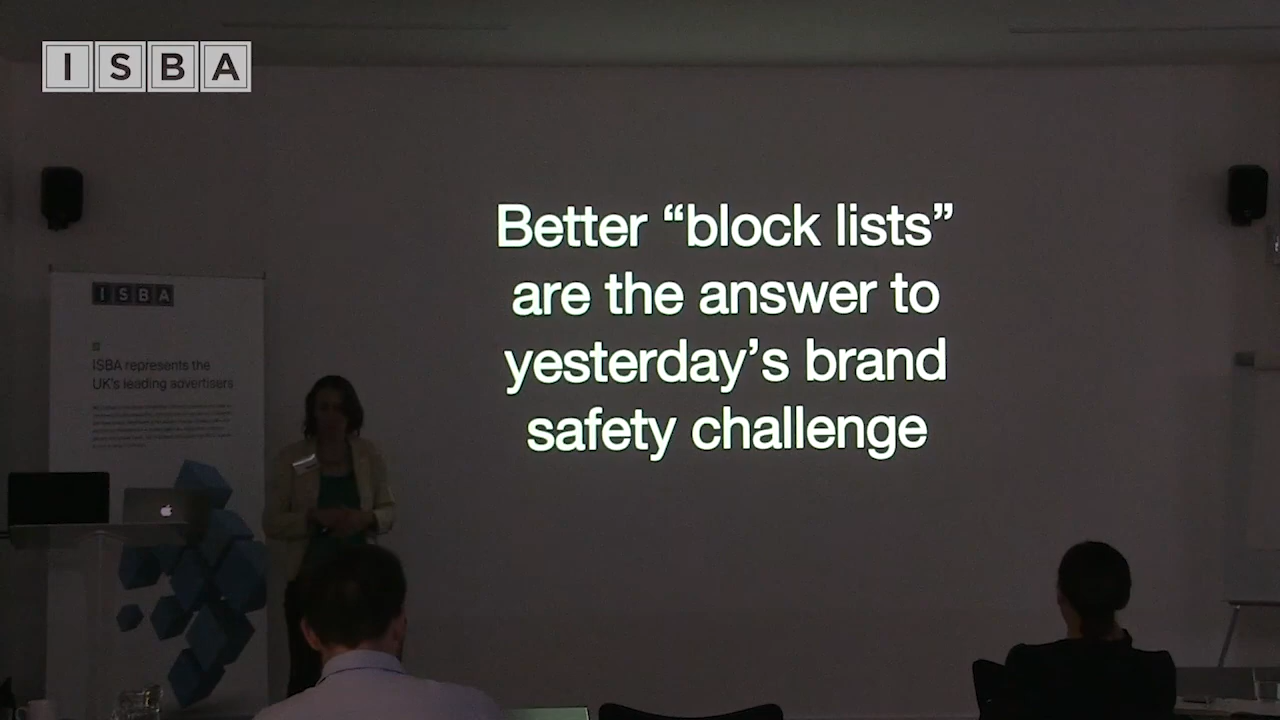 ISBA
Better “block lists”
are the answer to
yesterday’s brand
safety challenge
ISBA
ISBA represents the
UK's leading advertisers